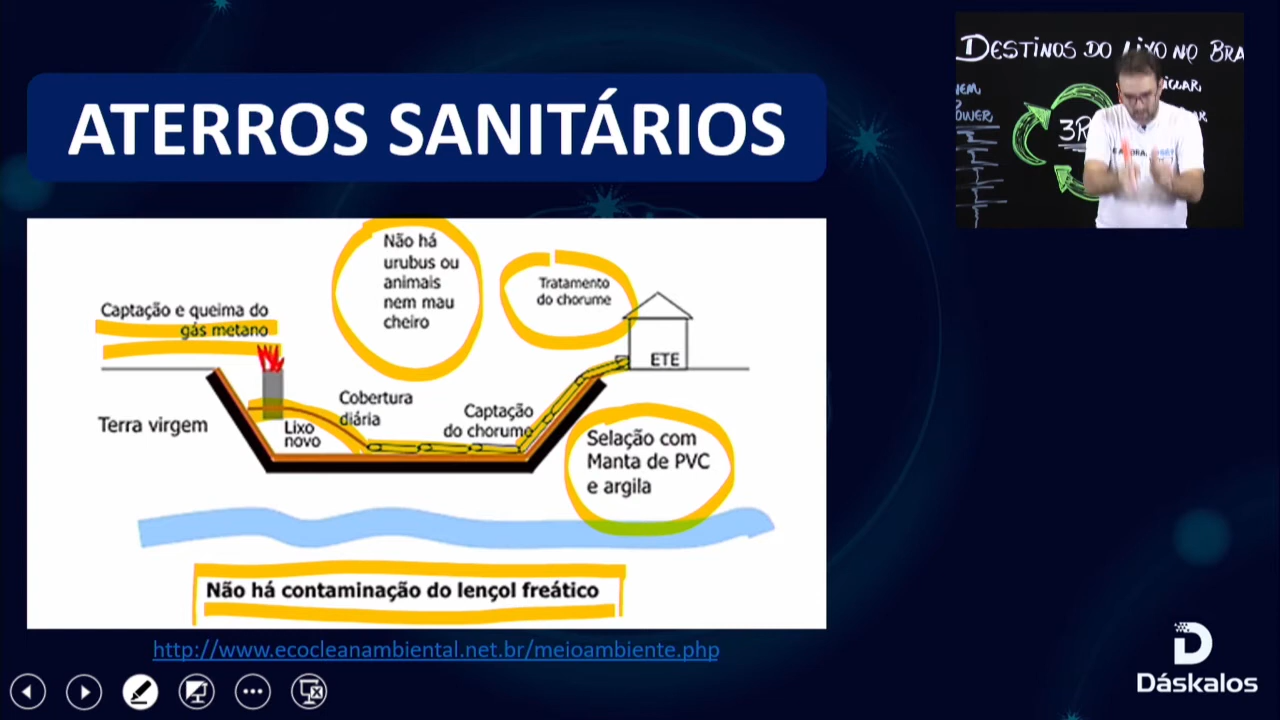 ATERROS SANITÁRIOS
DESTINOS DO LIXO NO BRA
3R
Não há
urubus ou
animais
nem mau
cheiro
Tratamento
do chorume
Captação e queima do
gás metano
ETE
Cobertura
diária
Captação
do chorume
Terra virgem
Lixo
novo
Selação com
Manta de PVC
e argila
Não há contaminação do lençol freático
http://www.ecocleanambiental.net.br/meioambiente.php
Dáskalos